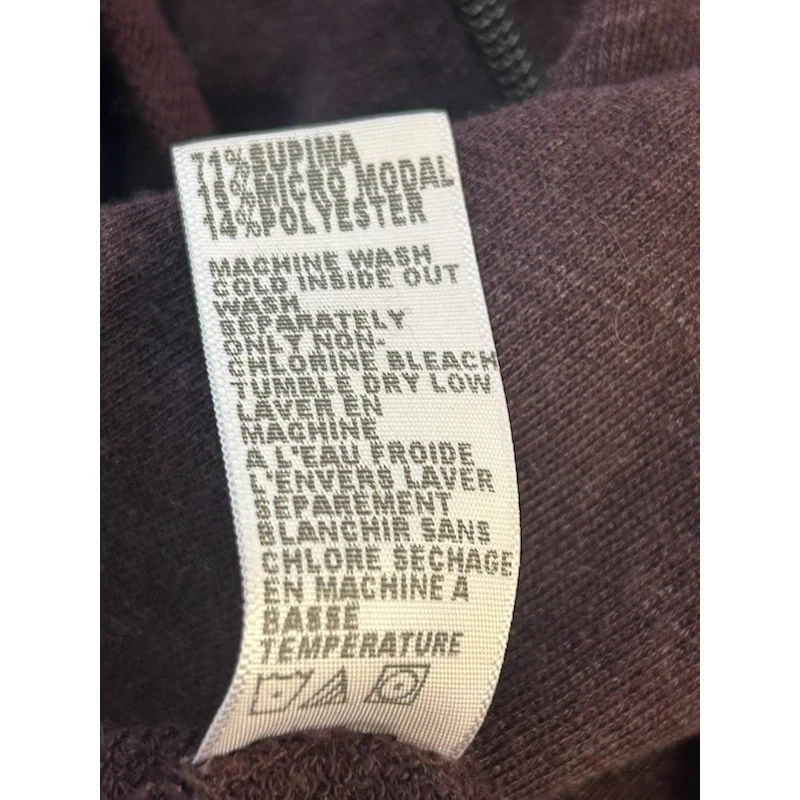 71%SUPIMA
15%MICRO MODAL
14%POLYESTER
MACHINE WASH
COLD INSIDE OUT
WASH
SEPARATELY
ONLY NON-
CHLORINE BLEACH
TUMBLE DRY LOW
LAVER EN
MACHINE
A L'EAU FROIDE
L'ENVERS LAVER
SEPAREMENT
BLANCHIR SANS
CHLORE SECHAGE
EN MACHINE A
BASSE
TEMPERATURE